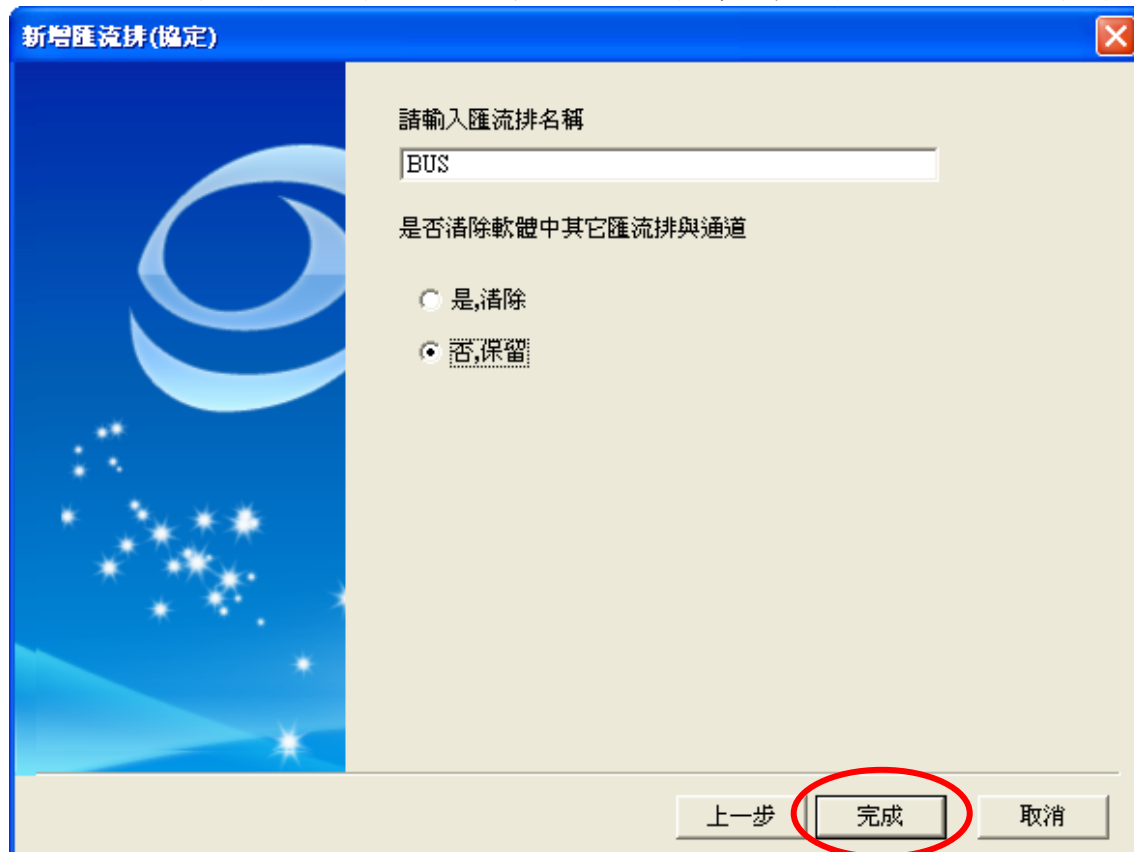 新增匯流排(協定)
請輸入匯流排名稱
BUS
是否清除軟體中其它匯流排與通道
是,清除
否,保留
上一步 完成 取消